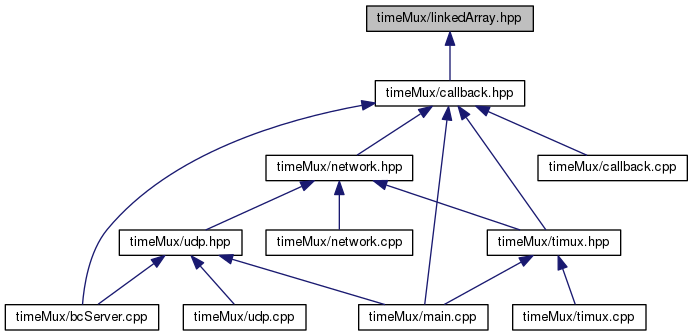 timeMux/linkedArray.hpp
timeMux/callback.hpp
timeMux/network.hpp
timeMux/callback.cpp
timeMux/udp.hpp
timeMux/network.cpp
timeMux/timux.hpp
timeMux/bcServer.cpp
timeMux/udp.cpp
timeMux/main.cpp
timeMux/timux.cpp